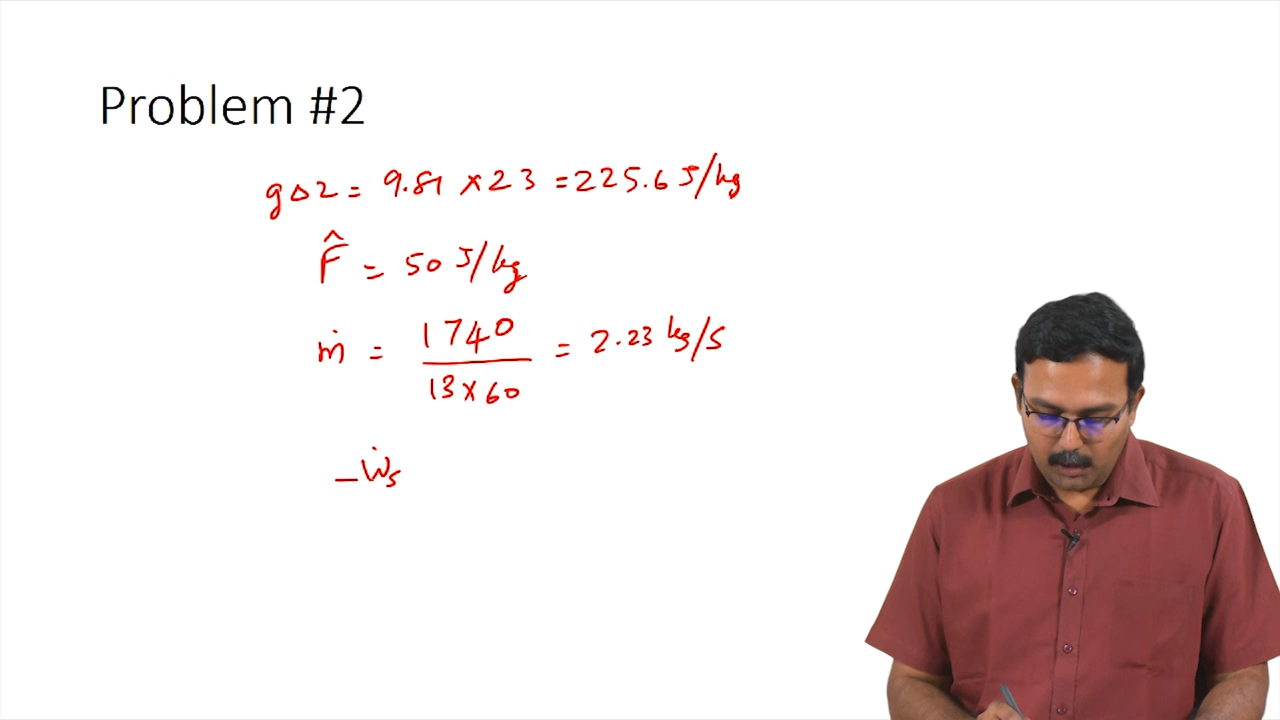 Problem #2
gΔz = 9.81 × 23 = 225.6 J/kg
F̂ = 50 J/kg
ṁ = 1740 / 13 × 60 = 2.23 kg/s
−Ẇs